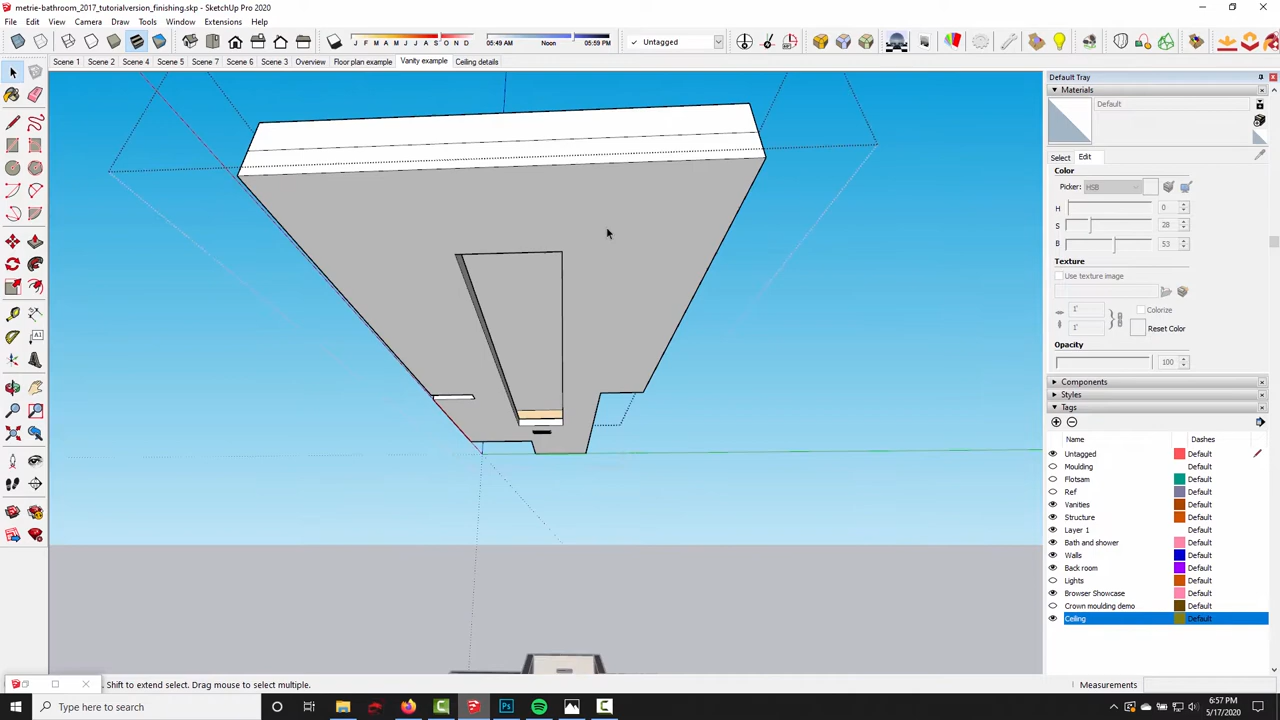 metrie-bathroom_2017_tutorialversion_finishing.skp - SketchUp Pro 2020
File Edit View Camera Draw Tools Window Extensions Help
J F M A M J J A S O N D
05:49 AM Noon 05:59 PM
Untagged
Scene 1 Scene 2 Scene 4 Scene 5 Scene 7 Scene 6 Scene 3 Overview Floor plan example Vanity example Ceiling details
Default Tray
Materials
Default
Select Edit
Color
Picker: HSB
H 0
S 28
B 53
Texture
Use texture image
1' Colorize
1' Reset Color
Opacity
100
Components
Styles
Tags
Name Dashes
Untagged Default
Moulding Default
Flotsam Default
Ref Default
Vanities Default
Structure Default
Layer 1 Default
Bath and shower Default
Walls Default
Back room Default
Lights Default
Browser Showcase Default
Crown moulding demo Default
Ceiling Default
Shift to extend select. Drag mouse to select multiple.
Measurements
Type here to search
6:57 PM
5/17/2020